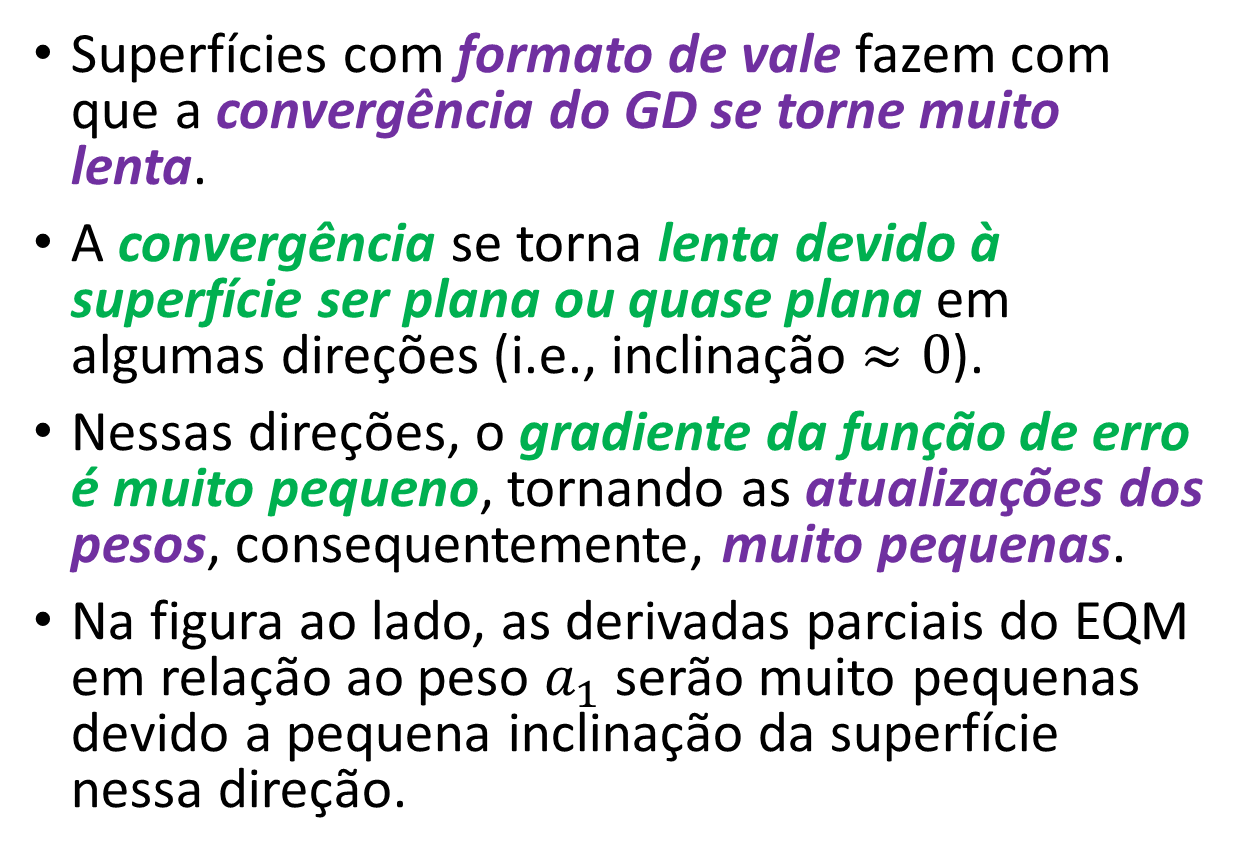 • Superfícies com formato de vale fazem com
que a convergência do GD se torne muito
lenta.
• A convergência se torna lenta devido à
superfície ser plana ou quase plana em
algumas direções (i.e., inclinação ≈ 0).
• Nessas direções, o gradiente da função de erro
é muito pequeno, tornando as atualizações dos
pesos, consequentemente, muito pequenas.
• Na figura ao lado, as derivadas parciais do EQM
em relação ao peso a₁ serão muito pequenas
devido a pequena inclinação da superfície
nessa direção.